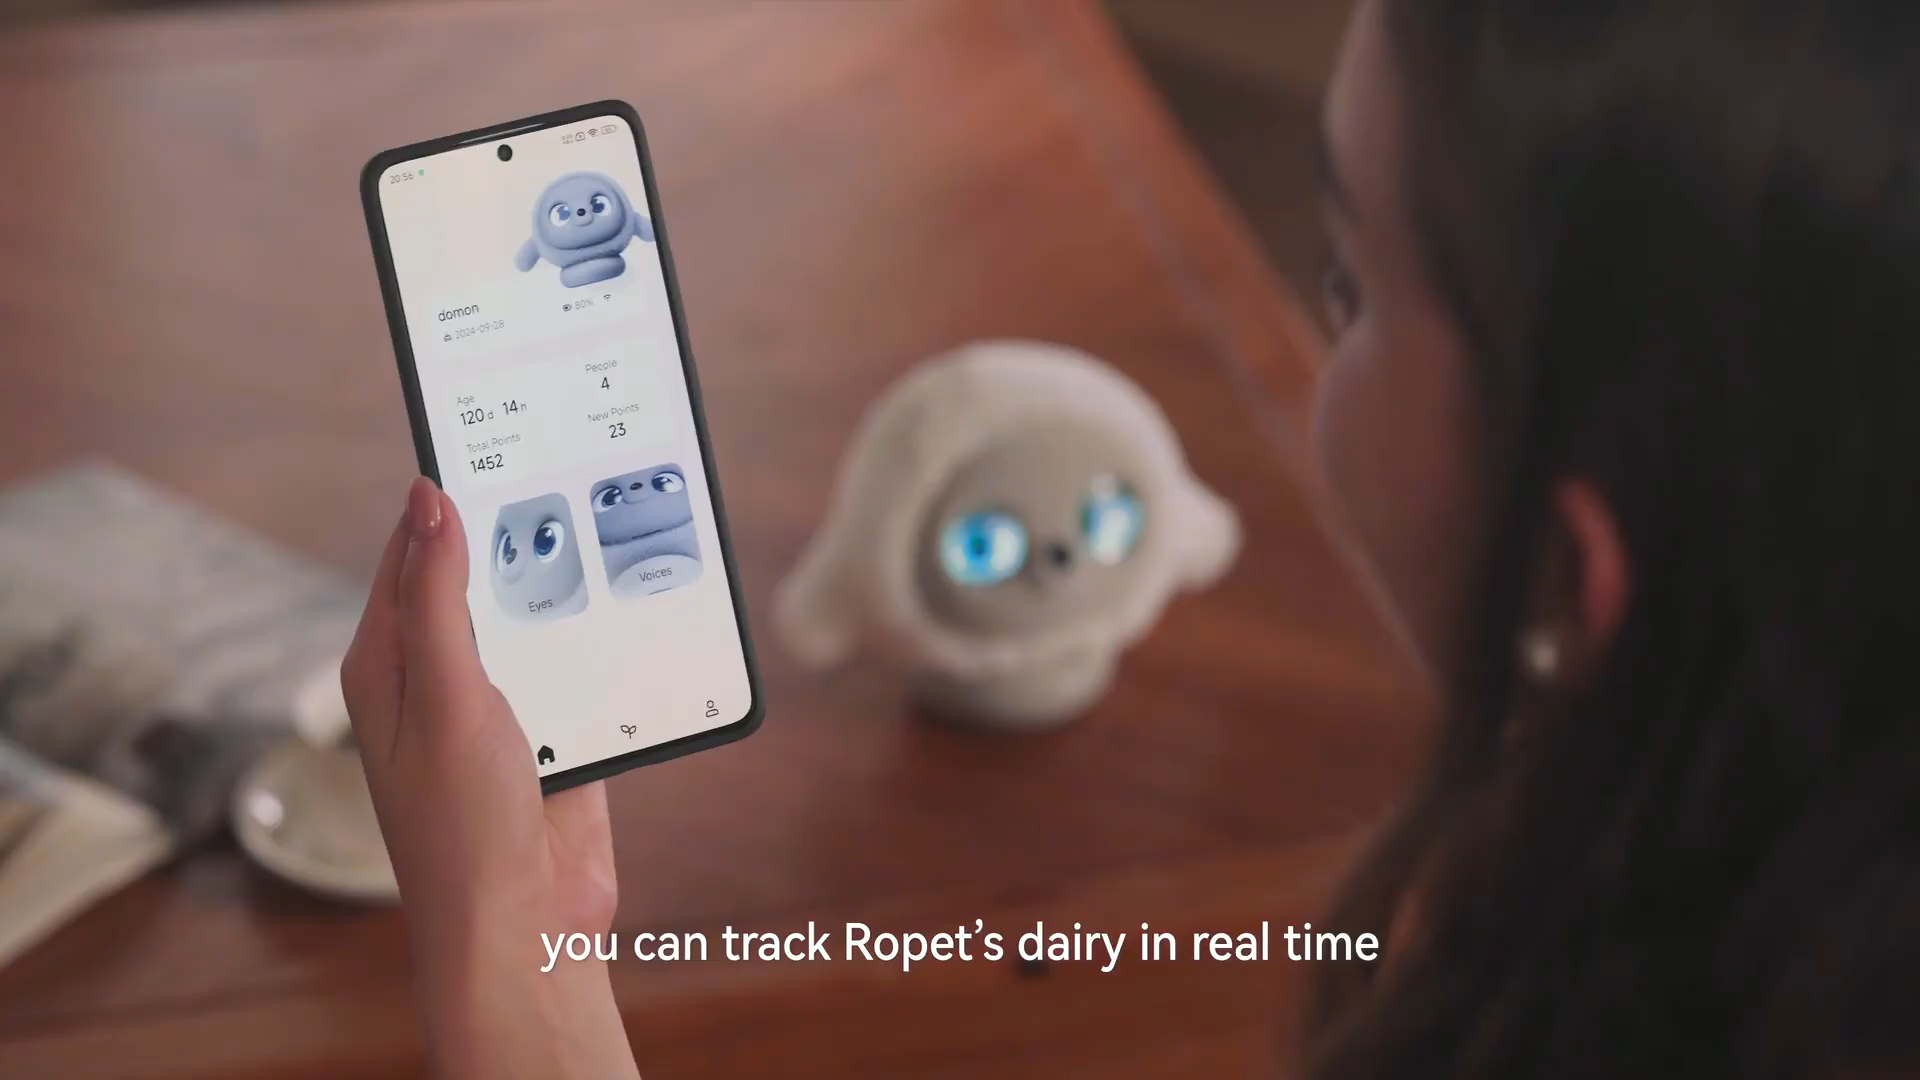 20:56
domon
80%
2024-09-28
People
4
Age
120 d 14 h
New Points
23
Total Points
1452
Eyes
Voices
you can track Ropet’s dairy in real time